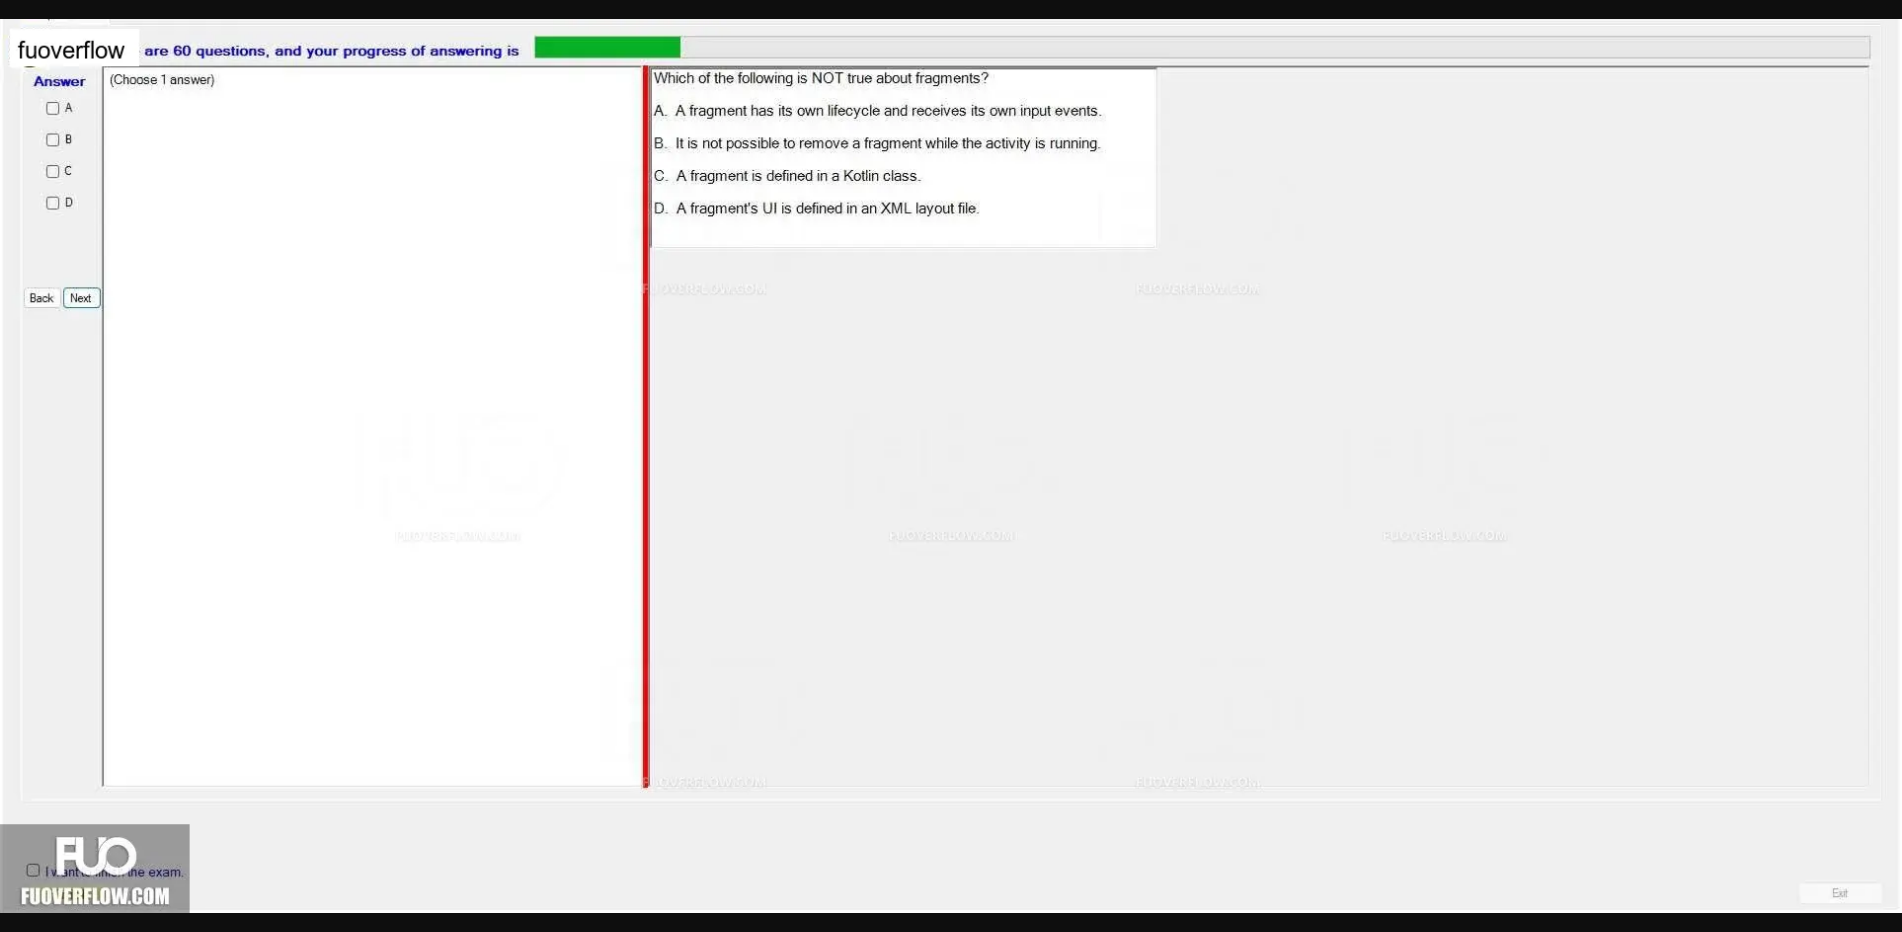 fuoverflow are 60 questions, and your progress of answering is
Answer
(Choose 1 answer)
A
B
C
D
Back Next
Which of the following is NOT true about fragments?
A. A fragment has its own lifecycle and receives its own input events.
B. It is not possible to remove a fragment while the activity is running.
C. A fragment is defined in a Kotlin class.
D. A fragment's UI is defined in an XML layout file.
FUOVERFLOW.COM FUOVERFLOW.COM
FUOVERFLOW.COM FUOVERFLOW.COM FUOVERFLOW.COM
FUOVERFLOW.COM FUOVERFLOW.COM
FUO
I want to finish the exam.
FUOVERFLOW.COM
Exit